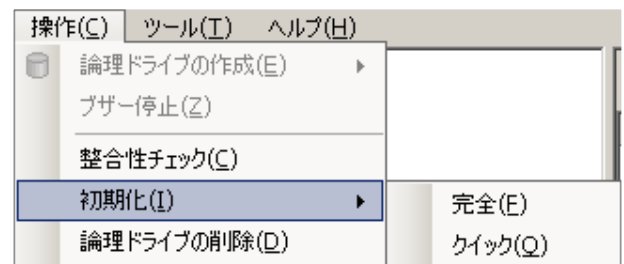 操作(C) ツール(T) ヘルプ(H)
論理ドライブの作成(E)
ブザー停止(Z)
整合性チェック(C)
初期化(I)
完全(F)
論理ドライブの削除(D)
クイック(Q)